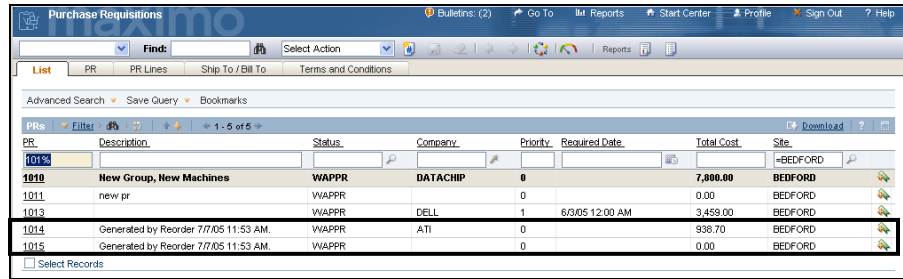 Purchase Requisitions
maximo
Bulletins: (2) Go To Reports Start Center Profile Sign Out ? Help
Find: Select Action Reports
List PR PR Lines Ship To / Bill To Terms and Conditions
Advanced Search Save Query Bookmarks
PRs Filter 1 - 5 of 5 Download ?
PR Description Status Company Priority Required Date Total Cost Site
101% =BEDFORD
1010 New Group, New Machines WAPPR DATACHIP 0 7,800.00 BEDFORD
1011 new pr WAPPR 0 0.00 BEDFORD
1013 WAPPR DELL 1 6/3/05 12:00 AM 3,459.00 BEDFORD
1014 Generated by Reorder 7/7/05 11:53 AM. WAPPR ATI 0 938.70 BEDFORD
1015 Generated by Reorder 7/7/05 11:53 AM. WAPPR 0 0.00 BEDFORD
Select Records